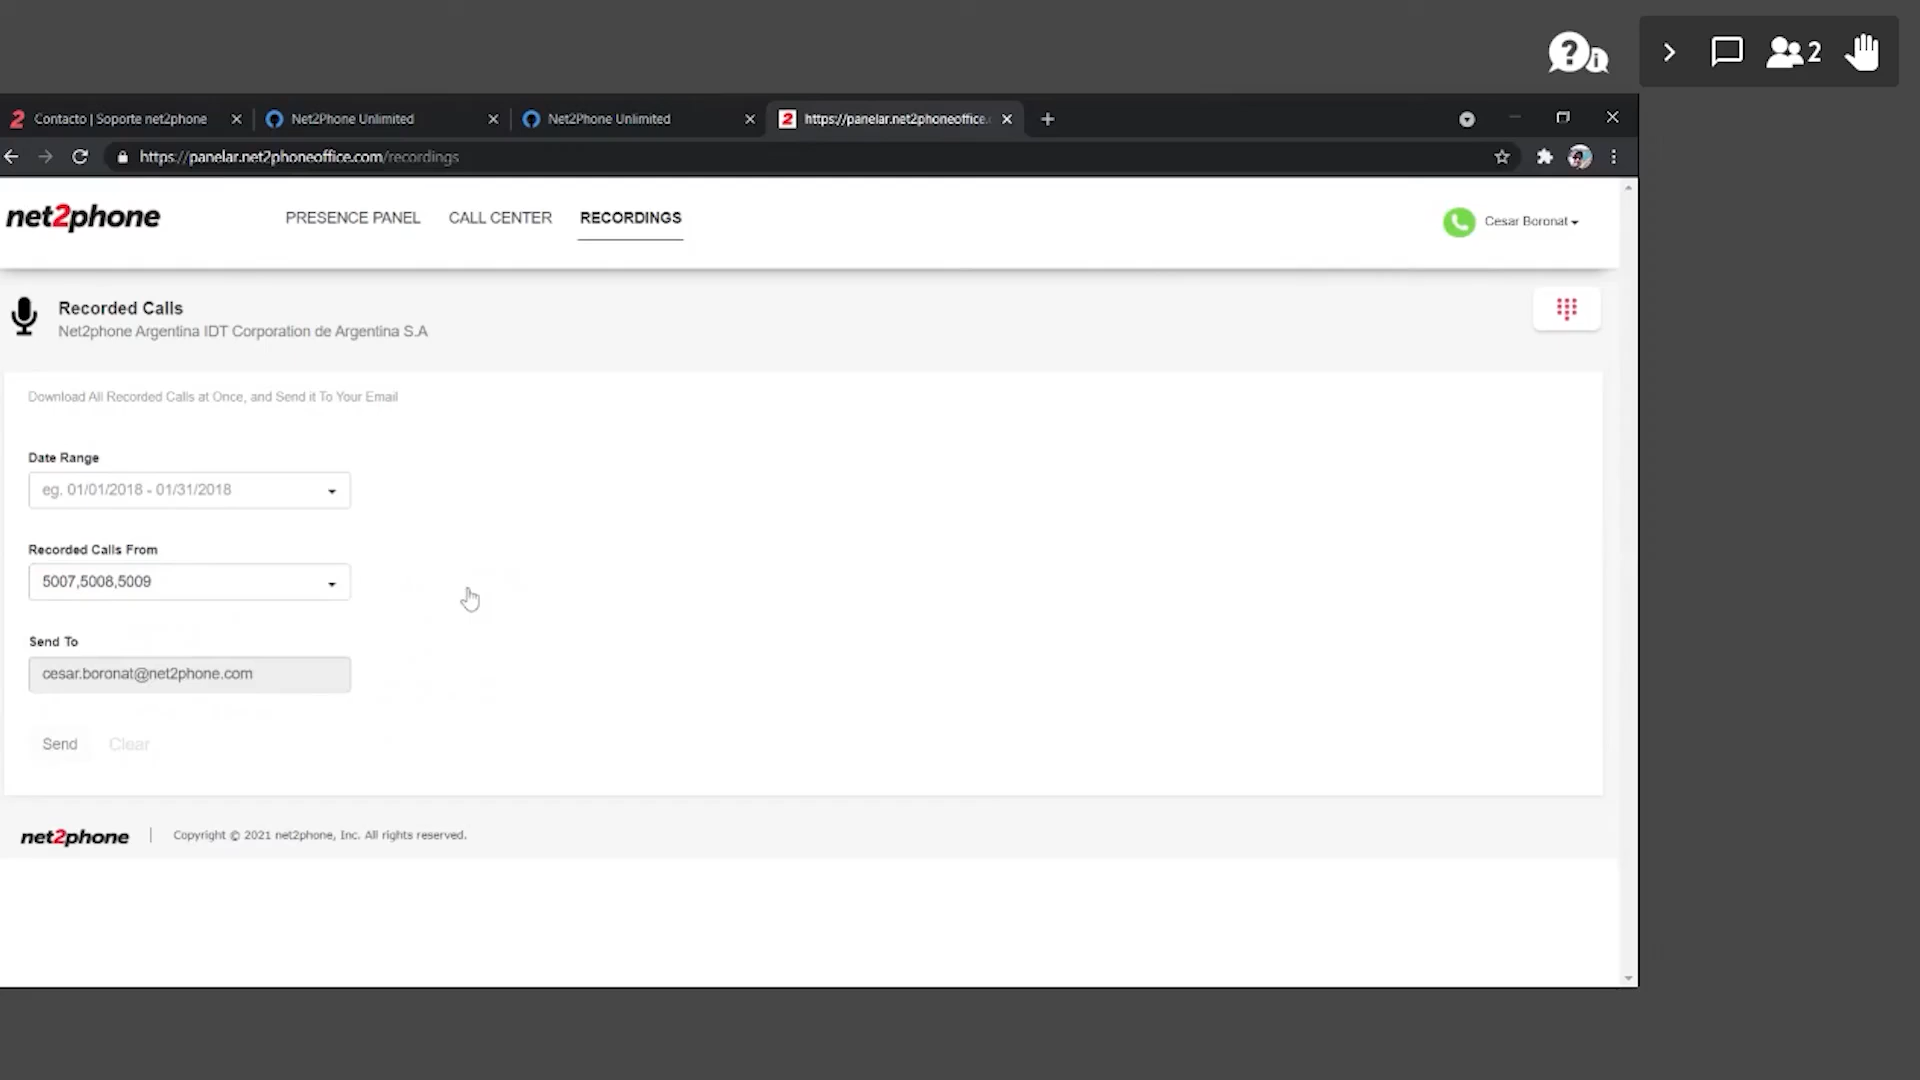 2
Contacto | Soporte net2phone
Net2Phone Unlimited
Net2Phone Unlimited
https://panelar.net2phoneoffice.
https://panelar.net2phoneoffice.com/recordings
net2phone
PRESENCE PANEL
CALL CENTER
RECORDINGS
Cesar Boronat
Recorded Calls
Net2phone Argentina IDT Corporation de Argentina S.A
Download All Recorded Calls at Once, and Send it To Your Email
Date Range
eg. 01/01/2018 - 01/31/2018
Recorded Calls From
5007,5008,5009
Send To
cesar.boronat@net2phone.com
Send
Clear
net2phone
Copyright © 2021 net2phone, Inc. All rights reserved.